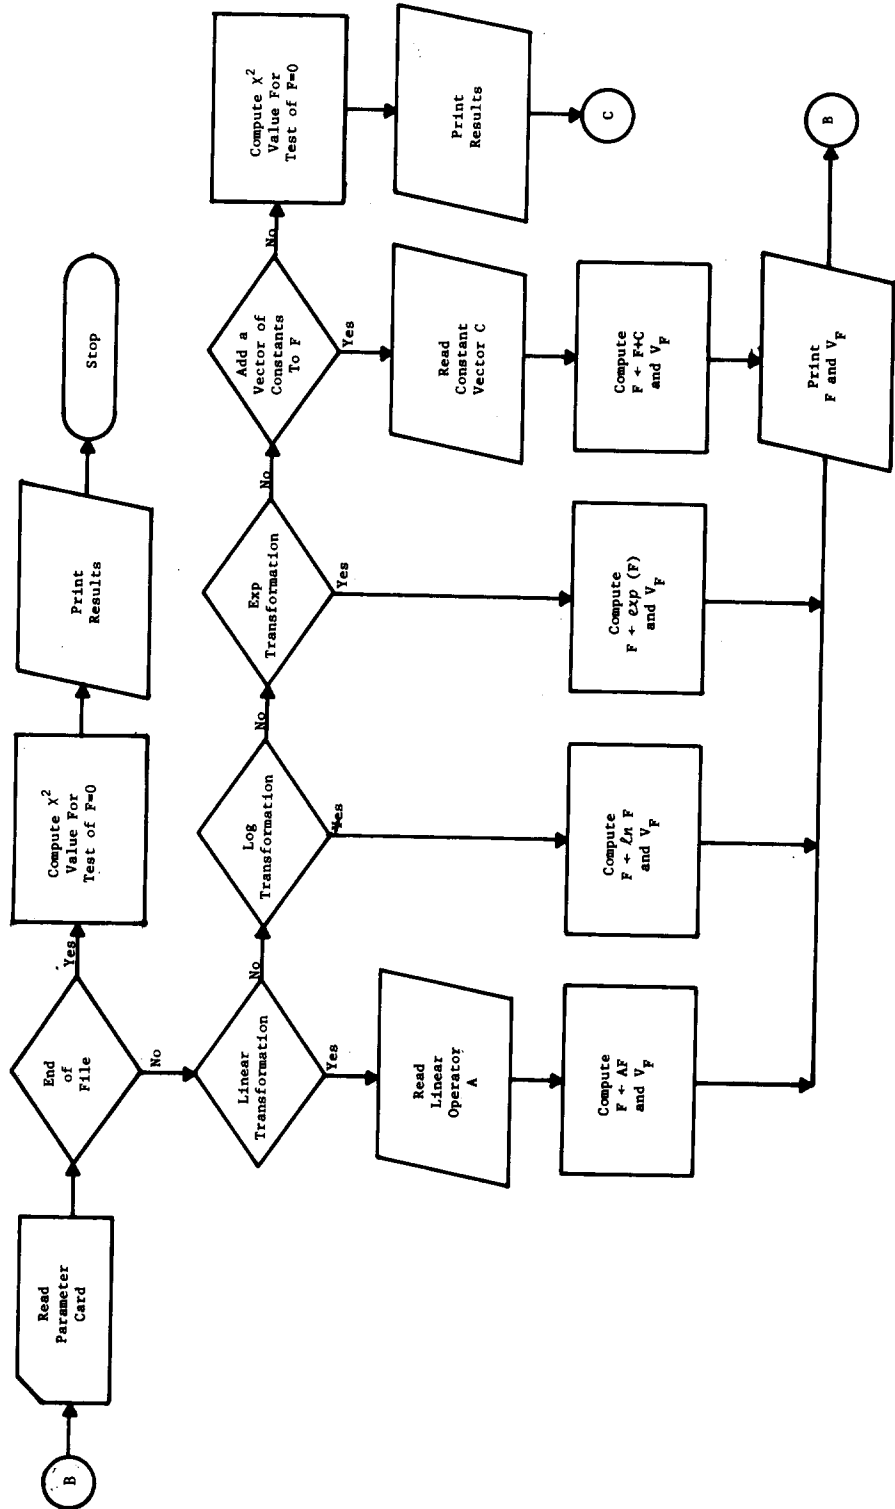 B
Read
Parameter
Card
End
of
File
Yes
No
Compute χ²
Value For
Test of F=0
Print
Results
Stop
Linear
Transformation
No
Yes
Log
Transformation
No
Yes
Exp
Transformation
No
Yes
Add a
Vector of
Constants
To F
No
Yes
Compute χ²
Value For
Test of F=0
Print
Results
C
Read
Linear
Operator
A
Read
Constant
Vector C
Compute
F ← AF
and V_F
Compute
F ← ln F
and V_F
Compute
F ← exp (F)
and V_F
Compute
F ← F+C
and V_F
Print
F and V_F
B